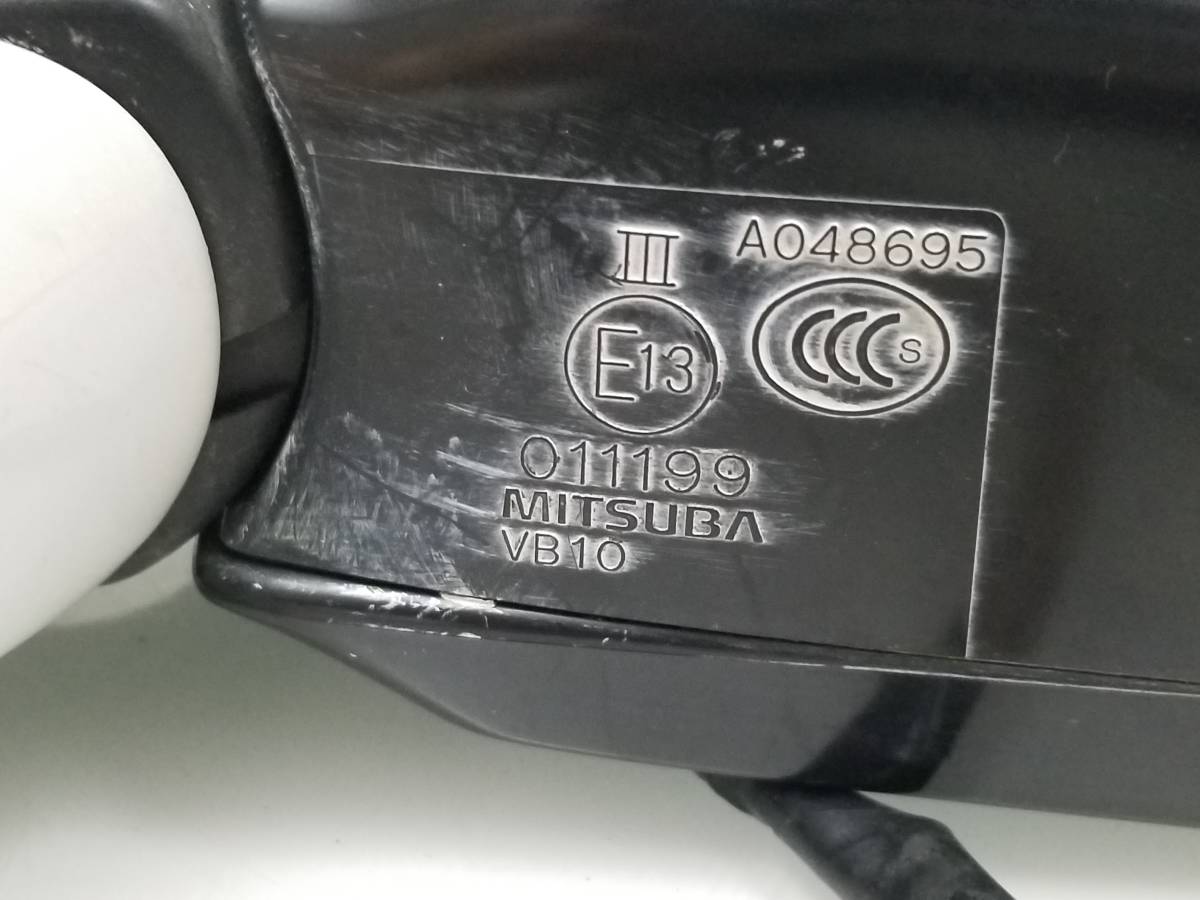 III
A048695
E13
CCC S
011199
MITSUBA
VB10